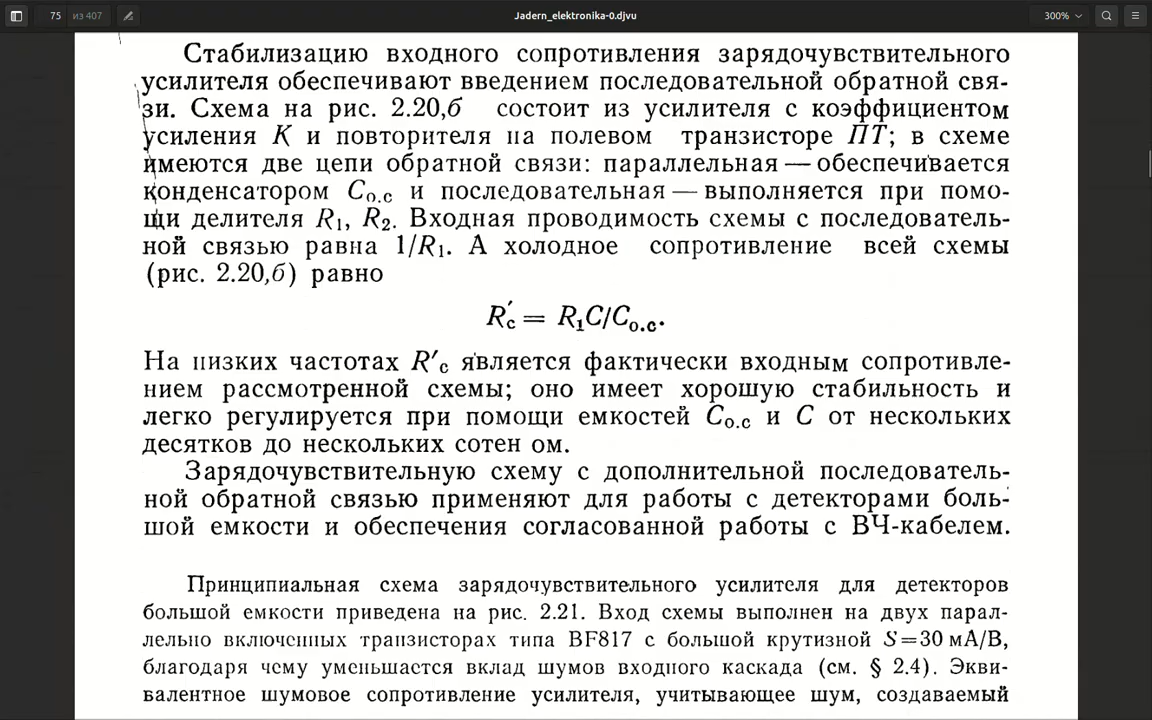 75 из 407
Jadern_elektronika-0.djvu
300%
Стабилизацию входного сопротивления зарядочувствительного
усилителя обеспечивают введением последовательной обратной свя-
зи. Схема на рис. 2.20,б состоит из усилителя с коэффициентом
усиления K и повторителя на полевом транзисторе ПТ; в схеме
имеются две цепи обратной связи: параллельная — обеспечивается
конденсатором Cо.с и последовательная — выполняется при помо-
щи делителя R₁, R₂. Входная проводимость схемы с последователь-
ной связью равна 1/R₁. А холодное сопротивление всей схемы
(рис. 2.20,б) равно
R′с = R₁C/Cо.с.
На низких частотах R′с является фактически входным сопротивле-
нием рассмотренной схемы; оно имеет хорошую стабильность и
легко регулируется при помощи емкостей Cо.с и C от нескольких
десятков до нескольких сотен ом.
Зарядочувствительную схему с дополнительной последователь-
ной обратной связью применяют для работы с детекторами боль-
шой емкости и обеспечения согласованной работы с ВЧ-кабелем.
Принципиальная схема зарядочувствительного усилителя для детекторов
большой емкости приведена на рис. 2.21. Вход схемы выполнен на двух парал-
лельно включенных транзисторах типа BF817 с большой крутизной S=30 мА/В,
благодаря чему уменьшается вклад шумов входного каскада (см. § 2.4). Экви-
валентное шумовое сопротивление усилителя, учитывающее шум, создаваемый